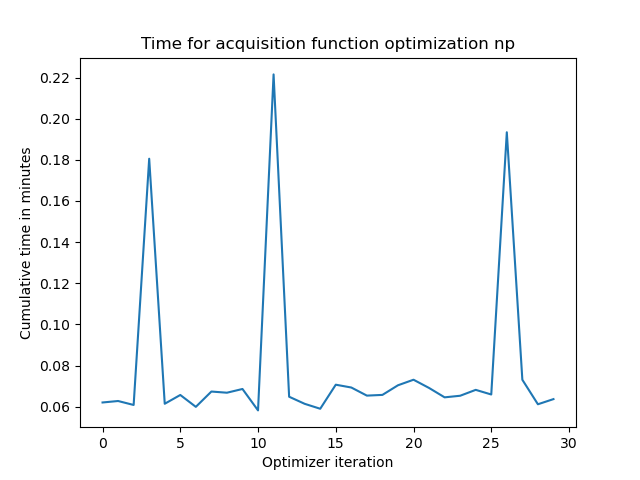 Time for acquisition function optimization np
Cumulative time in minutes
0.22
0.20
0.18
0.16
0.14
0.12
0.10
0.08
0.06
0 5 10 15 20 25 30
Optimizer iteration